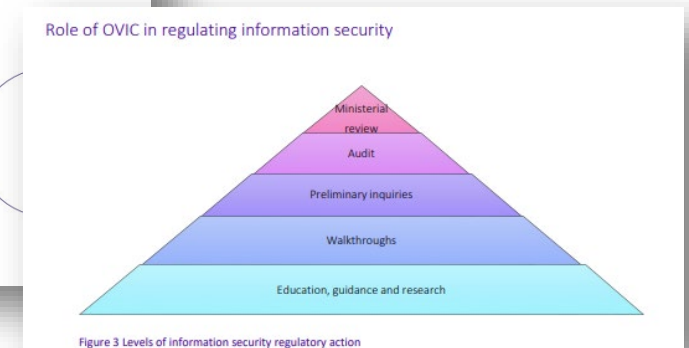 Role of OVIC in regulating information security
Ministerial
review
Audit
Preliminary inquiries
Walkthroughs
Education, guidance and research
Figure 3 Levels of information security regulatory action